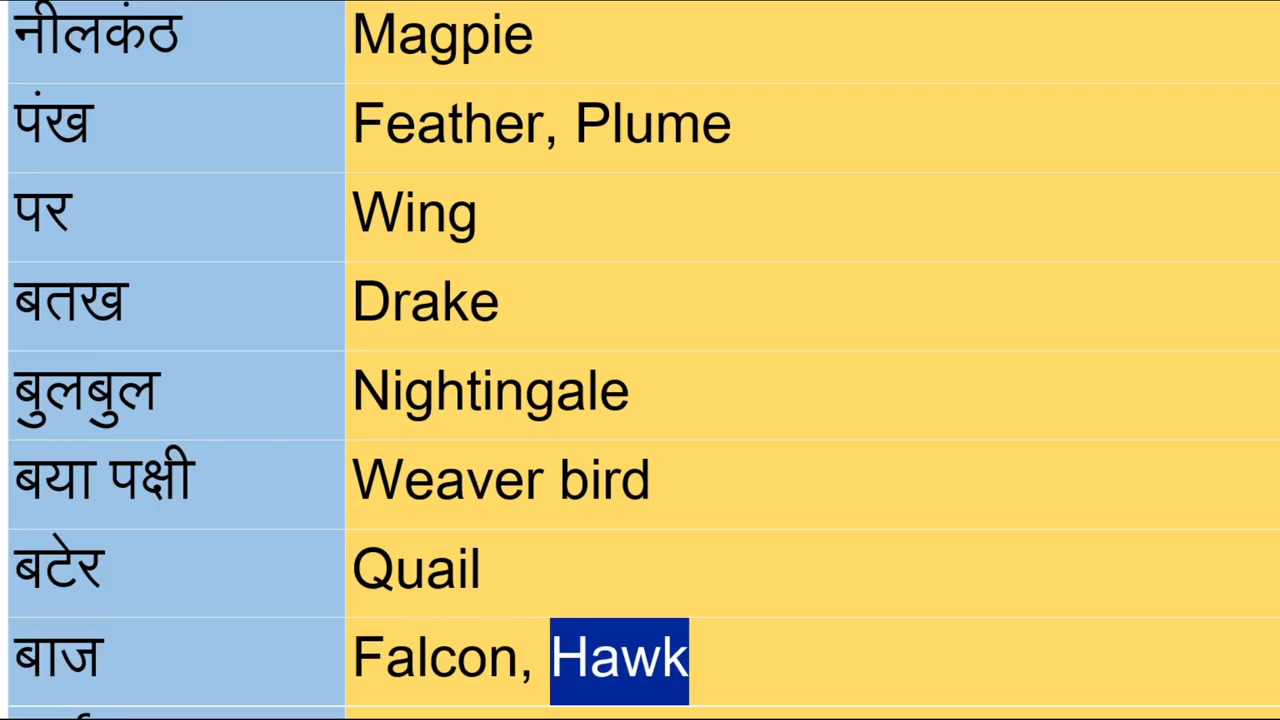 नीलकंठ Magpie
पंख Feather, Plume
पर Wing
बतख Drake
बुलबुल Nightingale
बया पक्षी Weaver bird
बटेर Quail
बाज Falcon, Hawk